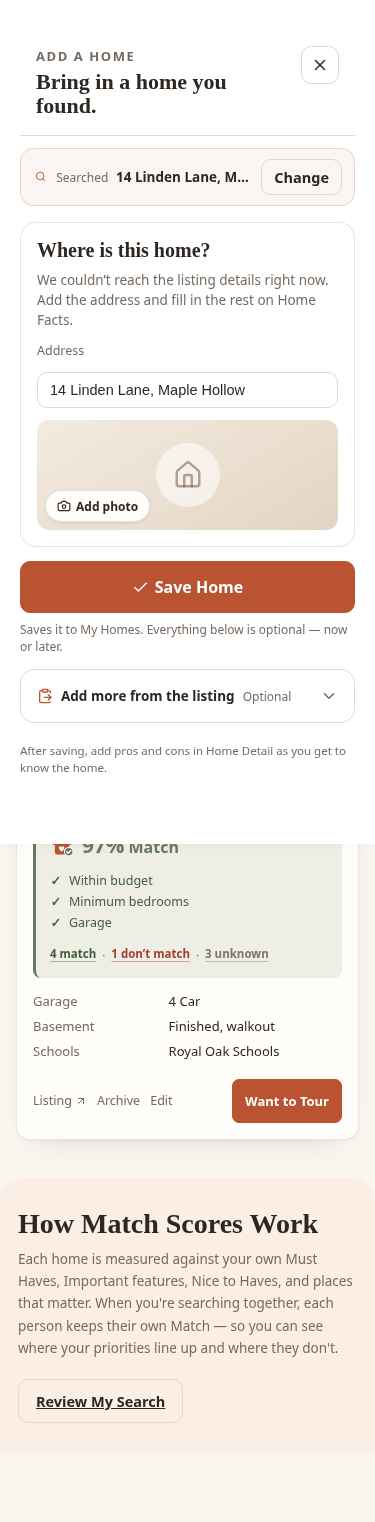 ADD A HOME
Bring in a home you
found.
Searched 14 Linden Lane, M... Change
Where is this home?
We couldn’t reach the listing details right now.
Add the address and fill in the rest on Home
Facts.
Address
14 Linden Lane, Maple Hollow
Add photo
Save Home
Saves it to My Homes. Everything below is optional — now
or later.
Add more from the listing Optional
After saving, add pros and cons in Home Detail as you get to
know the home.
97% Match
✓ Within budget
✓ Minimum bedrooms
✓ Garage
4 match · 1 don’t match · 3 unknown
Garage 4 Car
Basement Finished, walkout
Schools Royal Oak Schools
Listing ↗ Archive Edit Want to Tour
How Match Scores Work
Each home is measured against your own Must
Haves, Important features, Nice to Haves, and places
that matter. When you're searching together, each
person keeps their own Match — so you can see
where your priorities line up and where they don't.
Review My Search